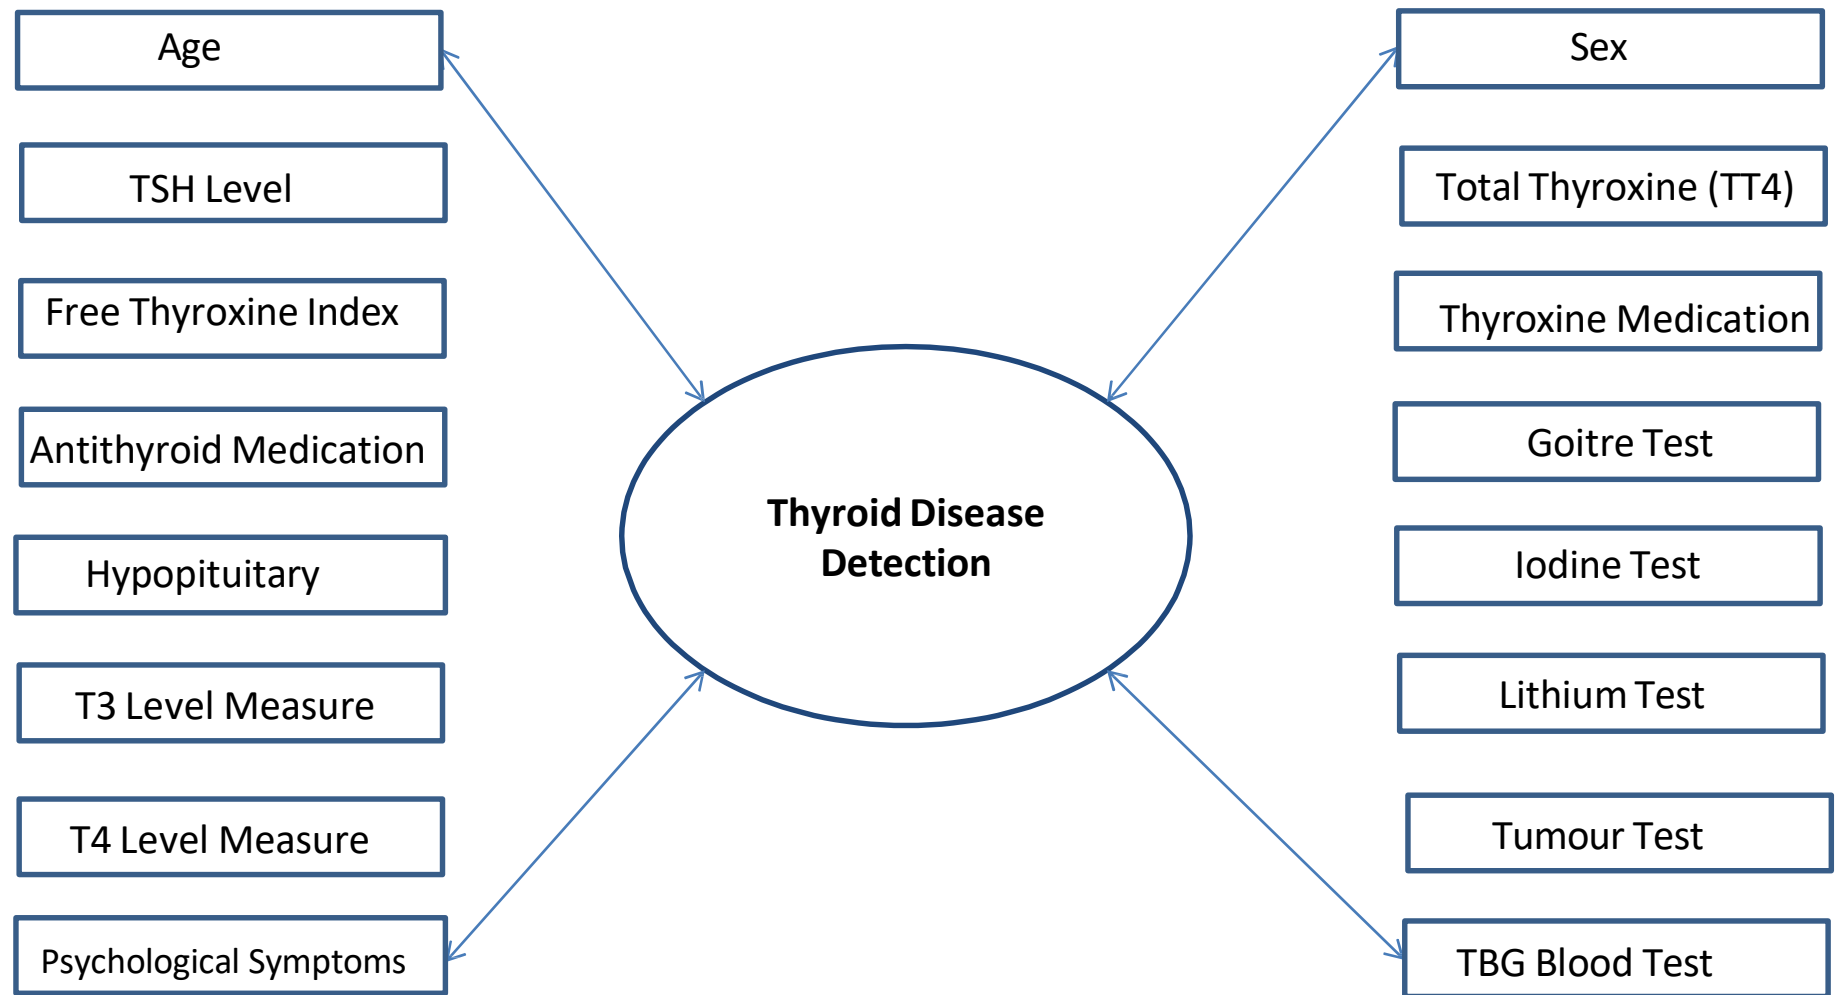 Age
TSH Level
Free Thyroxine Index
Antithyroid Medication
Hypopituitary
T3 Level Measure
T4 Level Measure
Psychological Symptoms
Thyroid Disease
Detection
Sex
Total Thyroxine (TT4)
Thyroxine Medication
Goitre Test
Iodine Test
Lithium Test
Tumour Test
TBG Blood Test